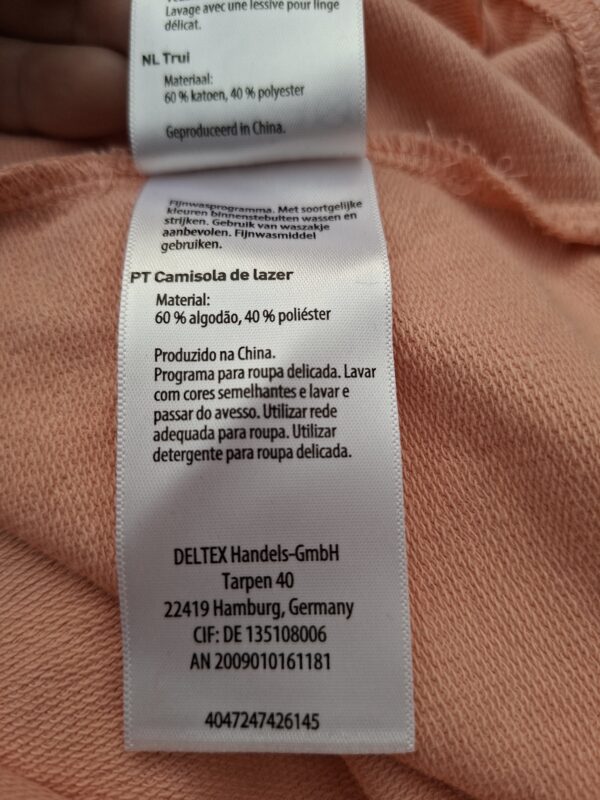 Lavage avec une lessive pour linge
délicat.
NL Trui
Materiaal:
60 % katoen, 40 % polyester
Geproduceerd in China.
Fijnwasprogramma. Met soortgelijke
kleuren binnenstebuiten wassen en
strijken. Gebruik van waszakje
aanbevolen. Fijnwasmiddel
gebruiken.
PT Camisola de lazer
Material:
60 % algodão, 40 % poliéster
Produzido na China.
Programa para roupa delicada. Lavar
com cores semelhantes e lavar e
passar do avesso. Utilizar rede
adequada para roupa. Utilizar
detergente para roupa delicada.
DELTEX Handels-GmbH
Tarpen 40
22419 Hamburg, Germany
CIF: DE 135108006
AN 2009010161181
4047247426145